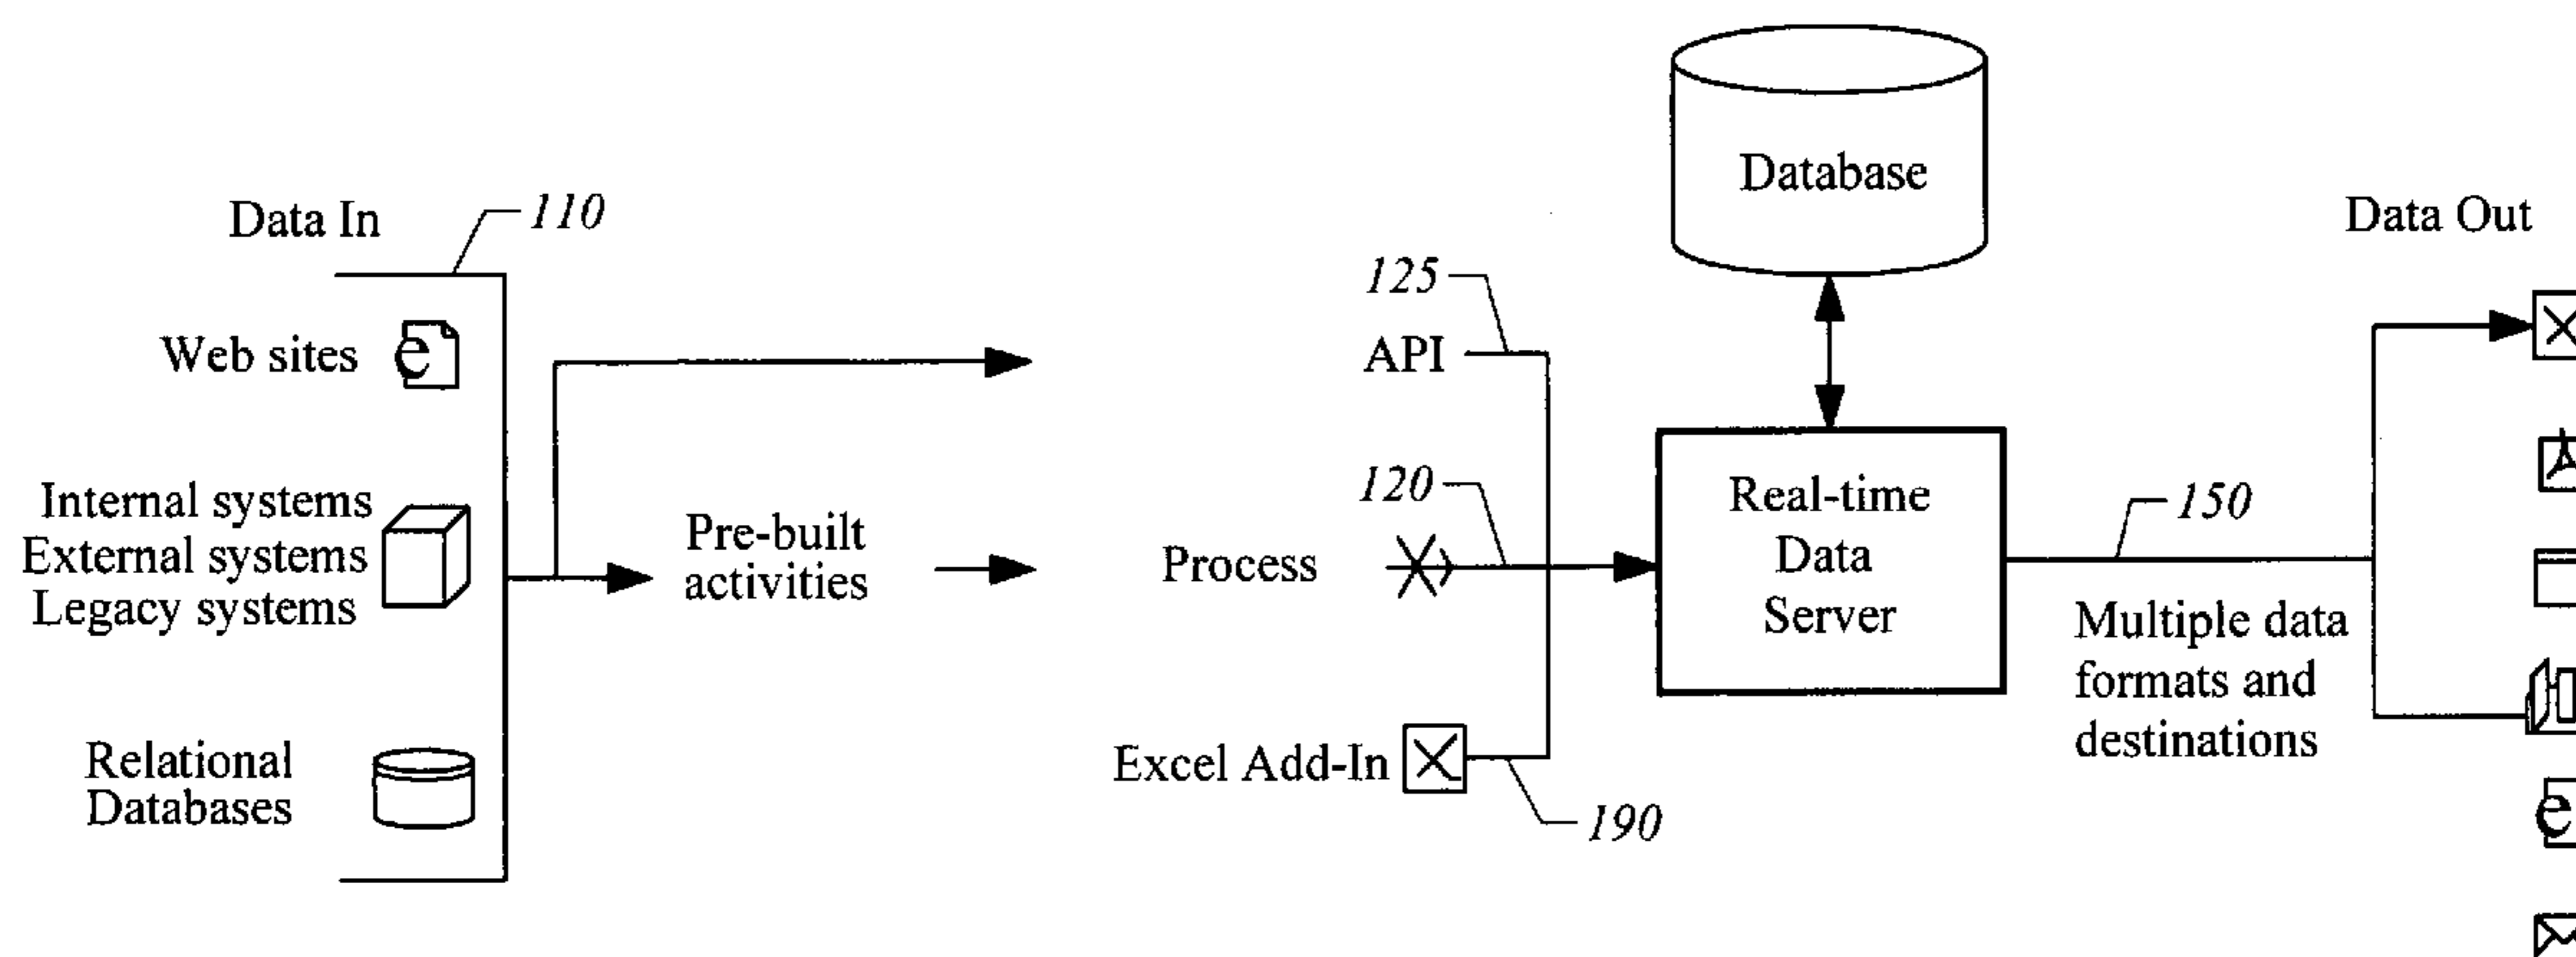 Database
Data In
110
Data Out
125
API
Web sites
e
120
Real-time
Data
Server
150
Internal systems
External systems
Legacy systems
Pre-built
activities
Process
Multiple data
formats and
destinations
Relational
Databases
Excel Add-In
190
e